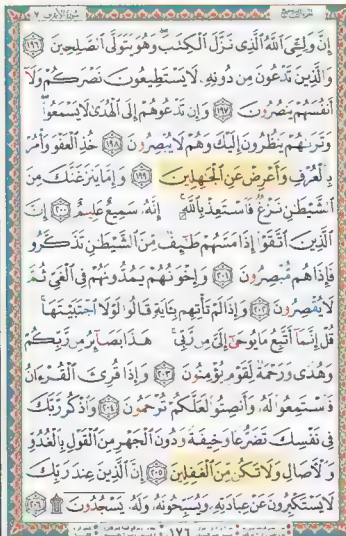 سُورَةُ الأَعْرَافِ ٧
إِنَّ وَلِـِّۧيَ ٱللَّهُ ٱلَّذِى نَزَّلَ ٱلْكِتَٰبَ وَهُوَ يَتَوَلَّى ٱلصَّٰلِحِينَ ١٩٦
وَٱلَّذِينَ تَدْعُونَ مِن دُونِهِۦ لَا يَسْتَطِيعُونَ نَصْرَكُمْ وَلَآ
أَنفُسَهُمْ يَنصُرُونَ ١٩٧ وَإِن تَدْعُوهُمْ إِلَى ٱلْهُدَىٰ لَا يَسْمَعُوا۟
وَتَرَىٰهُمْ يَنظُرُونَ إِلَيْكَ وَهُمْ لَا يُبْصِرُونَ ١٩٨ خُذِ ٱلْعَفْوَ وَأْمُرْ
بِٱلْعُرْفِ وَأَعْرِضْ عَنِ ٱلْجَٰهِلِينَ ١٩٩ وَإِمَّا يَنزَغَنَّكَ مِنَ
ٱلشَّيْطَٰنِ نَزْغٌ فَٱسْتَعِذْ بِٱللَّهِ إِنَّهُۥ سَمِيعٌ عَلِيمٌ ٢٠٠ إِنَّ
ٱلَّذِينَ ٱتَّقَوْا۟ إِذَا مَسَّهُمْ طَٰٓئِفٌ مِّنَ ٱلشَّيْطَٰنِ تَذَكَّرُوا۟
فَإِذَا هُم مُّبْصِرُونَ ٢٠١ وَإِخْوَٰنُهُمْ يَمُدُّونَهُمْ فِى ٱلْغَىِّ ثُمَّ
لَا يُقْصِرُونَ ٢٠٢ وَإِذَا لَمْ تَأْتِهِم بِـَٔايَةٍ قَالُوا۟ لَوْلَا ٱجْتَبَيْتَهَا
قُلْ إِنَّمَآ أَتَّبِعُ مَا يُوحَىٰٓ إِلَىَّ مِن رَّبِّى هَٰذَا بَصَآئِرُ مِن رَّبِّكُمْ
وَهُدًى وَرَحْمَةٌ لِّقَوْمٍ يُؤْمِنُونَ ٢٠٣ وَإِذَا قُرِئَ ٱلْقُرْءَانُ
فَٱسْتَمِعُوا۟ لَهُۥ وَأَنصِتُوا۟ لَعَلَّكُمْ تُرْحَمُونَ ٢٠٤ وَٱذْكُر رَّبَّكَ
فِى نَفْسِكَ تَضَرُّعًا وَخِيفَةً وَدُونَ ٱلْجَهْرِ مِنَ ٱلْقَوْلِ بِٱلْغُدُوِّ
وَٱلْءَاصَالِ وَلَا تَكُن مِّنَ ٱلْغَٰفِلِينَ ٢٠٥ إِنَّ ٱلَّذِينَ عِندَ رَبِّكَ
لَا يَسْتَكْبِرُونَ عَنْ عِبَادَتِهِۦ وَيُسَبِّحُونَهُۥ وَلَهُۥ يَسْجُدُونَ ۩ ٢٠٦
١٧٦